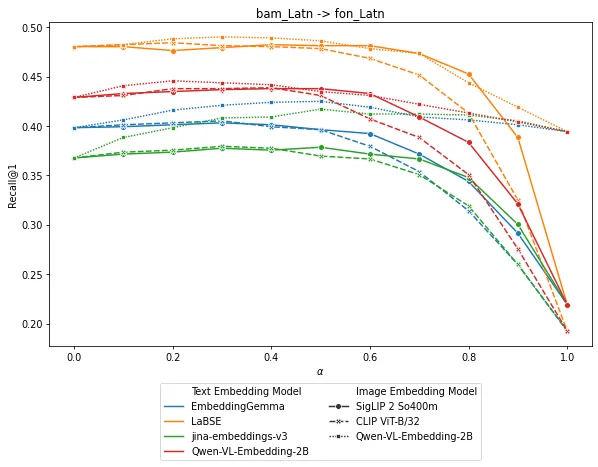 bam_Latn -> fon_Latn
0.50
0.45
0.40
0.35
0.30
0.25
0.20
Recall@1
0.0 0.2 0.4 0.6 0.8 1.0
α
Text Embedding Model Image Embedding Model
EmbeddingGemma SigLIP 2 So400m
LaBSE CLIP ViT-B/32
jina-embeddings-v3 Qwen-VL-Embedding-2B
Qwen-VL-Embedding-2B